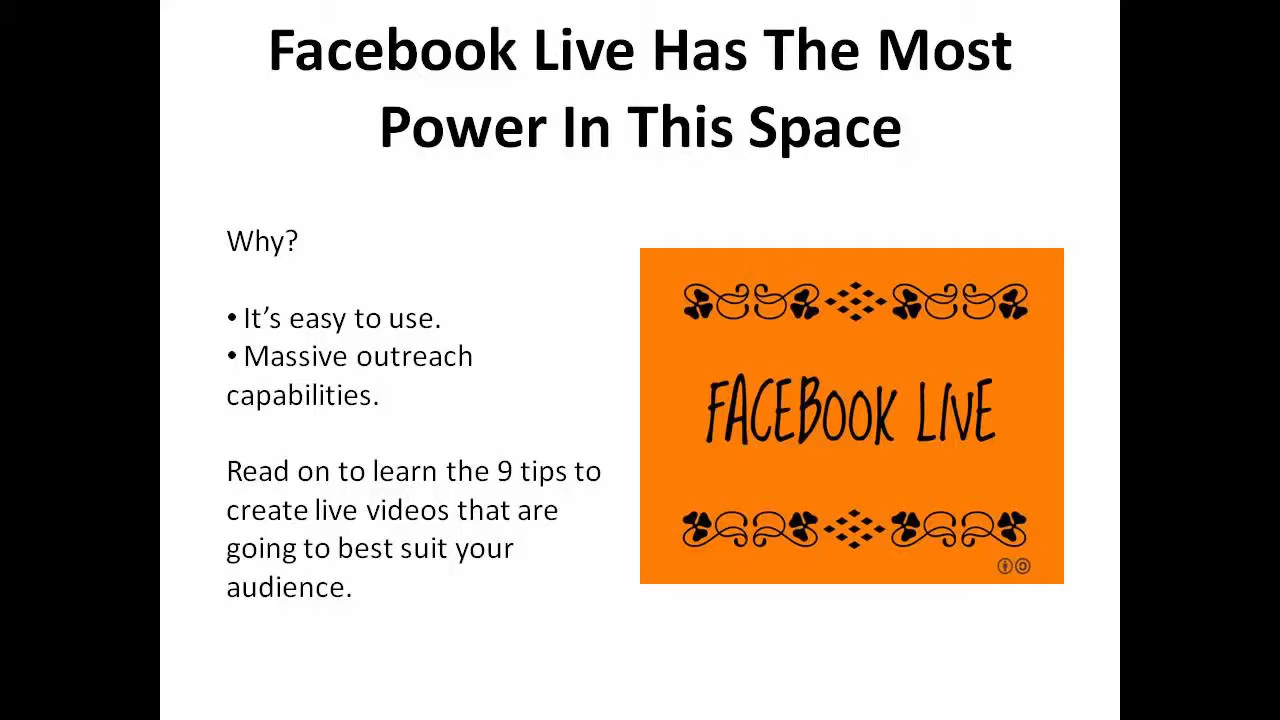 Facebook Live Has The Most
Power In This Space
Why?
• It’s easy to use.
• Massive outreach
capabilities.
Read on to learn the 9 tips to
create live videos that are
going to best suit your
audience.
FACEBOOK LIVE